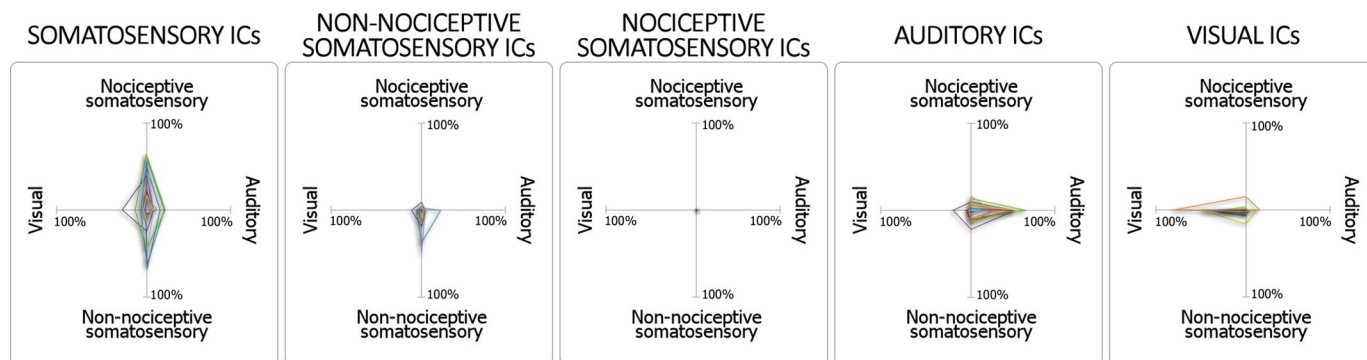 SOMATOSENSORY ICs
Nociceptive
somatosensory
100%
Visual
Auditory
100%
100%
100%
Non-nociceptive
somatosensory
NON-NOCICEPTIVE
SOMATOSENSORY ICs
Nociceptive
somatosensory
100%
Visual
Auditory
100%
100%
100%
Non-nociceptive
somatosensory
NOCICEPTIVE
SOMATOSENSORY ICs
Nociceptive
somatosensory
100%
Visual
Auditory
100%
100%
100%
Non-nociceptive
somatosensory
AUDITORY ICs
Nociceptive
somatosensory
100%
Visual
Auditory
100%
100%
100%
Non-nociceptive
somatosensory
VISUAL ICs
Nociceptive
somatosensory
100%
Visual
Auditory
100%
100%
100%
Non-nociceptive
somatosensory